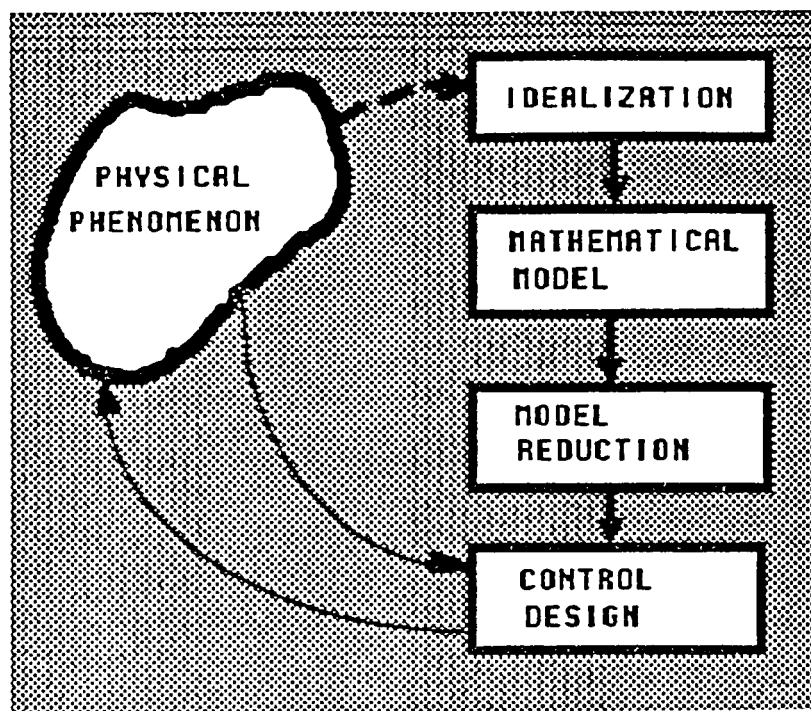 PHYSICAL
PHENOMENON
IDEALIZATION
MATHEMATICAL
MODEL
MODEL
REDUCTION
CONTROL
DESIGN